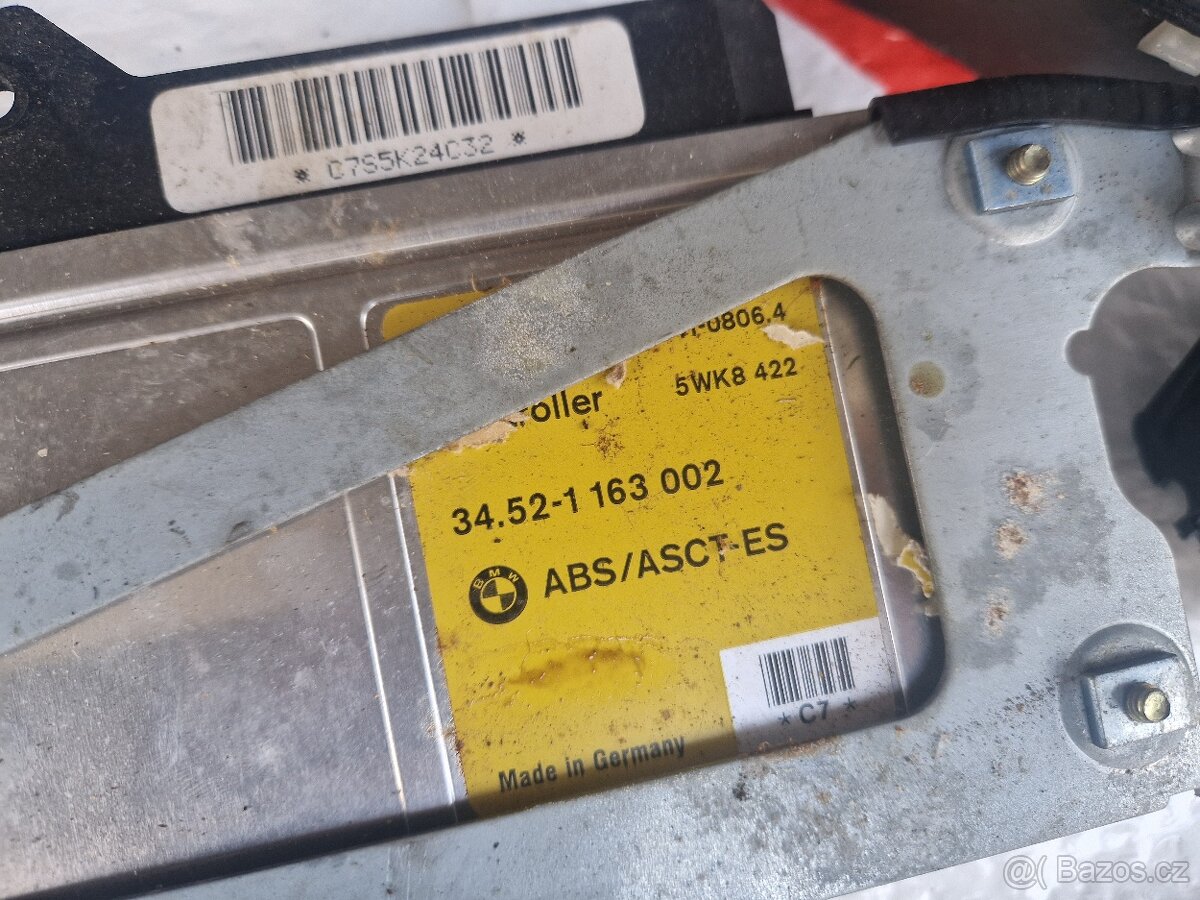 * C7S5K24C32 *
-0806.4
5WK8 422
roller
34.52-1 163 002
BMW
ABS/ASCT-ES
* C7 *
Made in Germany
@( Bazos.cz